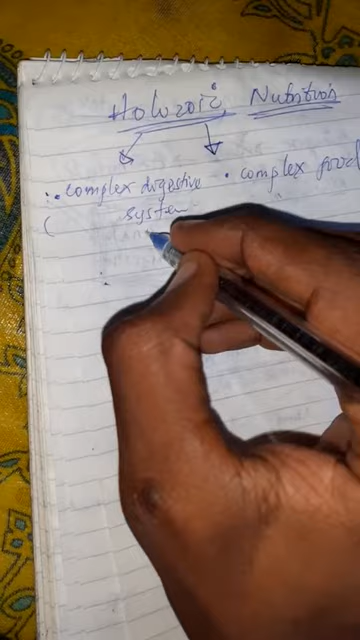 Holozoic Nutrition
complex digestive • complex food
( system